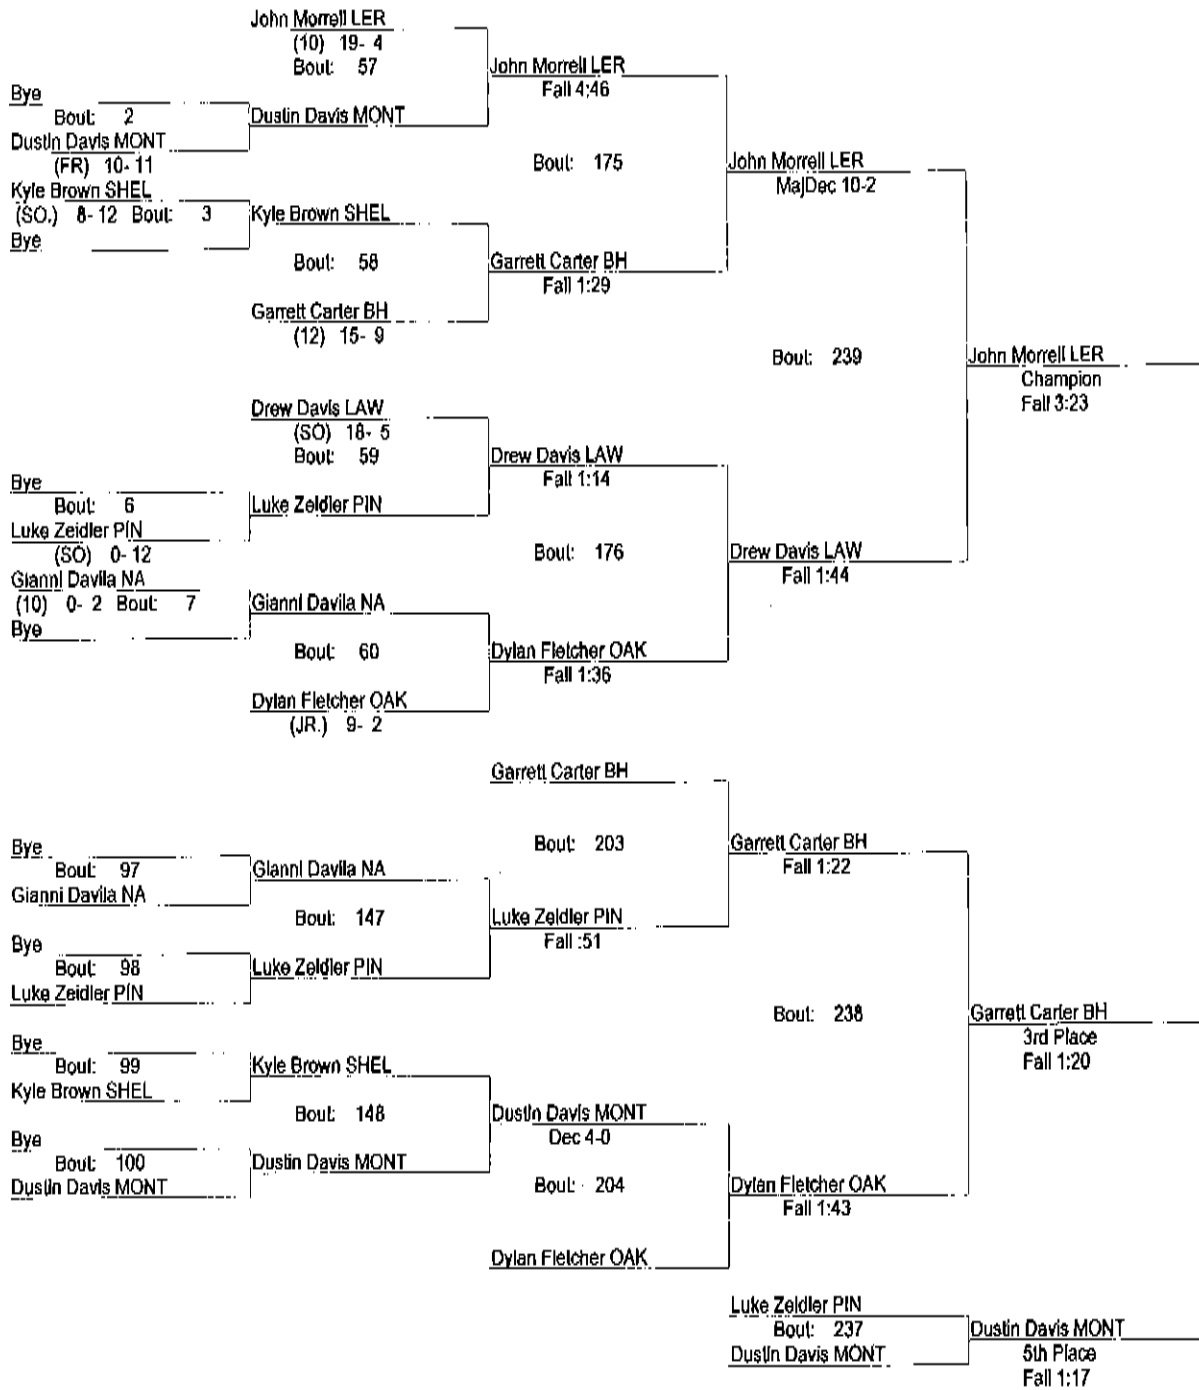 John Morrell LER
(10) 19- 4
Bout: 57
John Morrell LER
Fall 4:46
Bye
Bout: 2
Dustin Davis MONT
Dustin Davis MONT
(FR) 10- 11
Bout: 175
John Morrell LER
MajDec 10-2
Kyle Brown SHEL
(SO.) 8- 12 Bout: 3
Kyle Brown SHEL
Bye
Bout: 58
Garrett Carter BH
Fall 1:29
Garrett Carter BH
(12) 15- 9
Bout: 239
John Morrell LER
Champion
Fall 3:23
Drew Davis LAW
(SO) 18- 5
Bout: 59
Drew Davis LAW
Fall 1:14
Bye
Bout: 6
Luke Zeidler PIN
Luke Zeidler PIN
(SO) 0- 12
Bout: 176
Drew Davis LAW
Fall 1:44
Gianni Davila NA
(10) 0- 2 Bout: 7
Gianni Davila NA
Bye
Bout: 60
Dylan Fletcher OAK
Fall 1:36
Dylan Fletcher OAK
(JR.) 9- 2
Garrett Carter BH
Bout: 203
Garrett Carter BH
Fall 1:22
Bye
Bout: 97
Gianni Davila NA
Gianni Davila NA
Bout: 147
Luke Zeidler PIN
Fall :51
Bye
Bout: 98
Luke Zeidler PIN
Luke Zeidler PIN
Bout: 238
Garrett Carter BH
3rd Place
Fall 1:20
Bye
Bout: 99
Kyle Brown SHEL
Kyle Brown SHEL
Bout: 148
Dustin Davis MONT
Dec 4-0
Bye
Bout: 100
Dustin Davis MONT
Dustin Davis MONT
Bout: 204
Dylan Fletcher OAK
Fall 1:43
Dylan Fletcher OAK
Luke Zeidler PIN
Bout: 237
Dustin Davis MONT
Dustin Davis MONT
5th Place
Fall 1:17